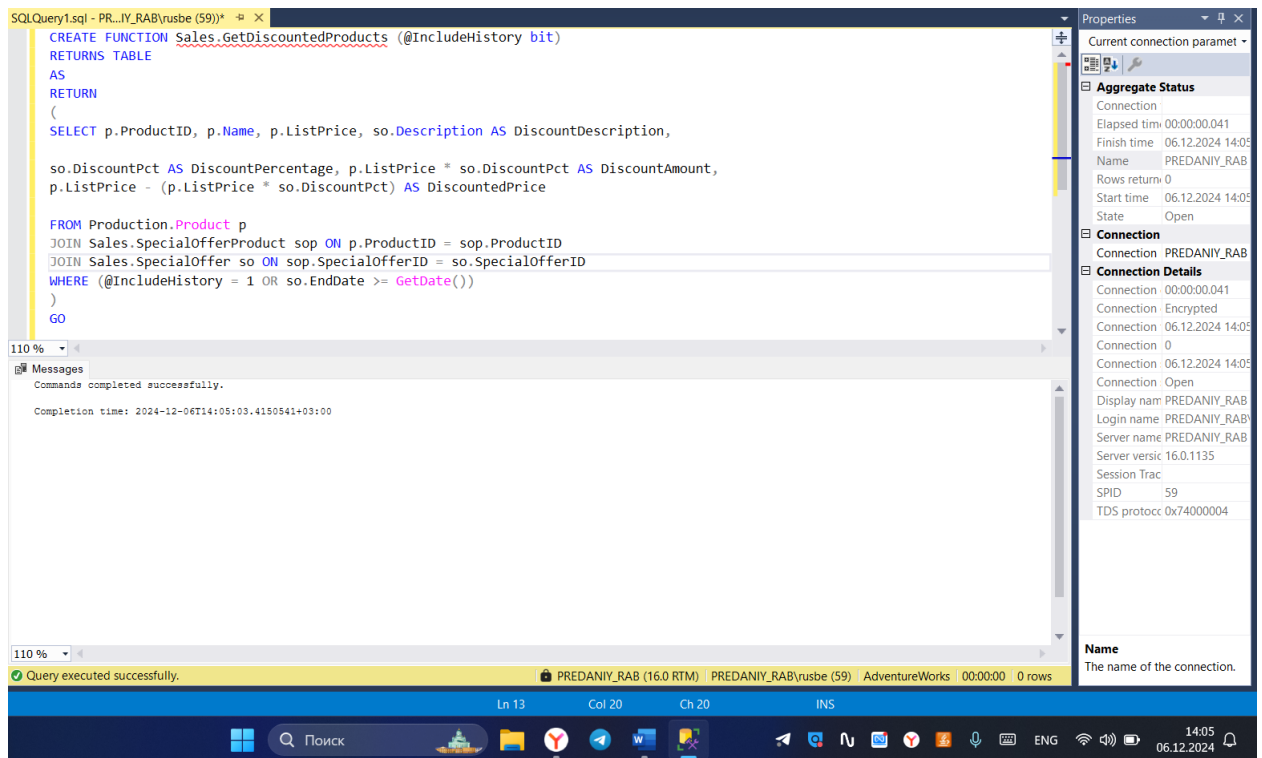 SQLQuery1.sql - PR...IY_RAB\rusbe (59))*
CREATE FUNCTION Sales.GetDiscountedProducts (@IncludeHistory bit)
RETURNS TABLE
AS
RETURN
(
SELECT p.ProductID, p.Name, p.ListPrice, so.Description AS DiscountDescription,
so.DiscountPct AS DiscountPercentage, p.ListPrice * so.DiscountPct AS DiscountAmount,
p.ListPrice - (p.ListPrice * so.DiscountPct) AS DiscountedPrice
FROM Production.Product p
JOIN Sales.SpecialOfferProduct sop ON p.ProductID = sop.ProductID
JOIN Sales.SpecialOffer so ON sop.SpecialOfferID = so.SpecialOfferID
WHERE (@IncludeHistory = 1 OR so.EndDate >= GetDate())
)
GO
110 %
Messages
Commands completed successfully.
Completion time: 2024-12-06T14:05:03.4150541+03:00
110 %
Query executed successfully.
PREDANIY_RAB (16.0 RTM) PREDANIY_RAB\rusbe (59) AdventureWorks 00:00:00 0 rows
Properties
Current connection paramet
Aggregate Status
Connection
Elapsed tim 00:00:00.041
Finish time 06.12.2024 14:05
Name PREDANIY_RAB
Rows return 0
Start time 06.12.2024 14:05
State Open
Connection
Connection PREDANIY_RAB
Connection Details
Connection 00:00:00.041
Connection Encrypted
Connection 06.12.2024 14:05
Connection 0
Connection 06.12.2024 14:05
Connection Open
Display nam PREDANIY_RAB
Login name PREDANIY_RAB\
Server name PREDANIY_RAB
Server versic 16.0.1135
Session Trac
SPID 59
TDS protocc 0x74000004
Name
The name of the connection.
Ln 13 Col 20 Ch 20 INS
Поиск
ENG
14:05
06.12.2024